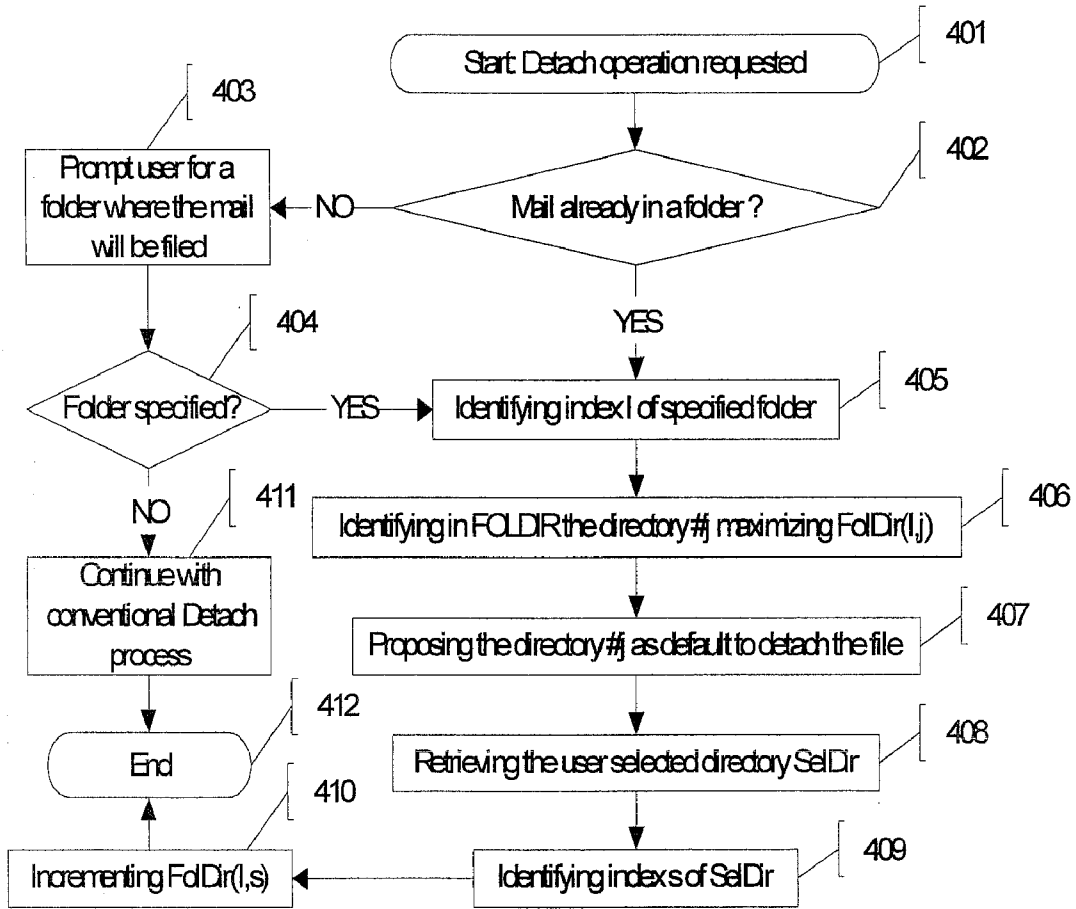 401
Start: Detach operation requested
403
402
Prompt user for a
folder where the mail
will be filed
NO
Mail already in a folder ?
404
YES
405
Folder specified?
YES
Identifying index I of specified folder
411
NO
406
Identifying in FOLDIR the directory #j maximizing FolDir(I,j)
Continue with
conventional Detach
process
407
Proposing the directory #j as default to detach the file
412
408
End
Retrieving the user selected directory SelDir
410
409
Incrementing FolDir(I,s)
Identifying index s of SelDir